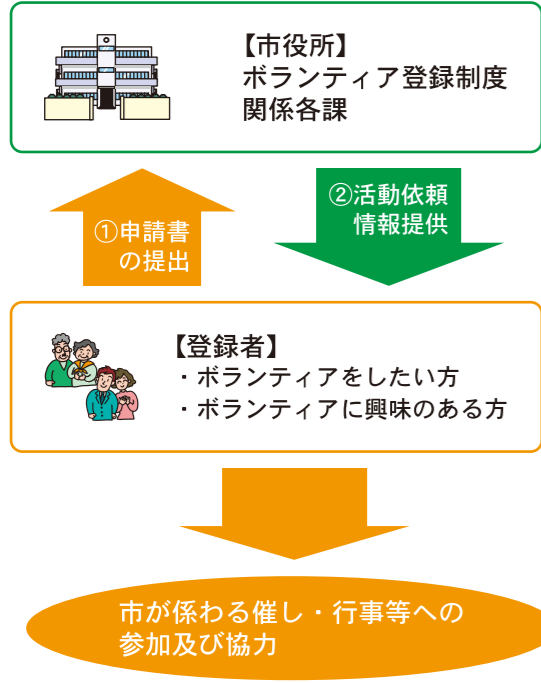 【市役所】
ボランティア登録制度
関係各課
①申請書
の提出
②活動依頼
情報提供
【登録者】
・ボランティアをしたい方
・ボランティアに興味のある方
市が係わる催し・行事等への
参加及び協力